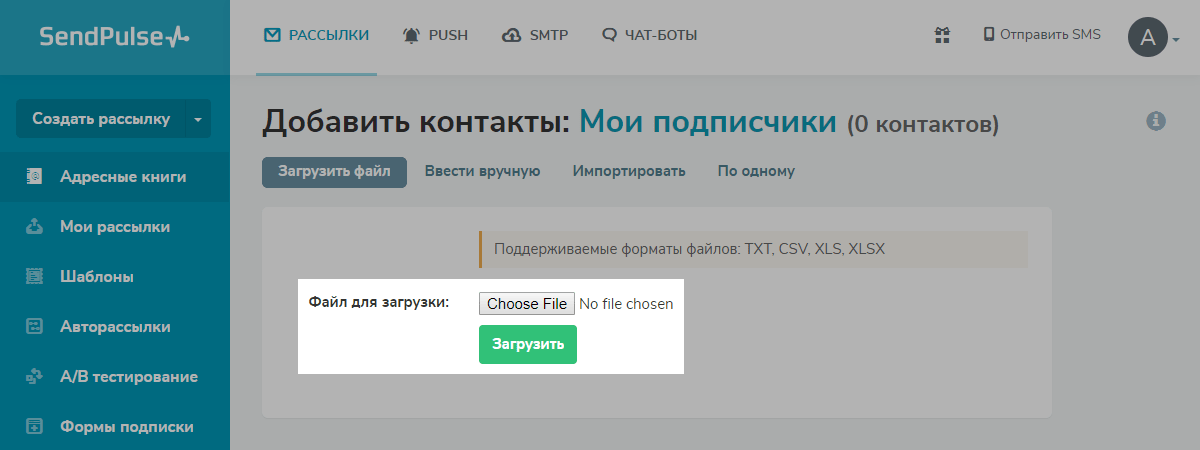 SendPulse
РАССЫЛКИ
PUSH
SMTP
ЧАТ-БОТЫ
Отправить SMS
A
Создать рассылку
Адресные книги
Мои рассылки
Шаблоны
Авторассылки
A/B тестирование
Формы подписки
Добавить контакты: Мои подписчики (0 контактов)
Загрузить файл
Ввести вручную
Импортировать
По одному
Поддерживаемые форматы файлов: TXT, CSV, XLS, XLSX
Файл для загрузки: Choose File No file chosen
Загрузить